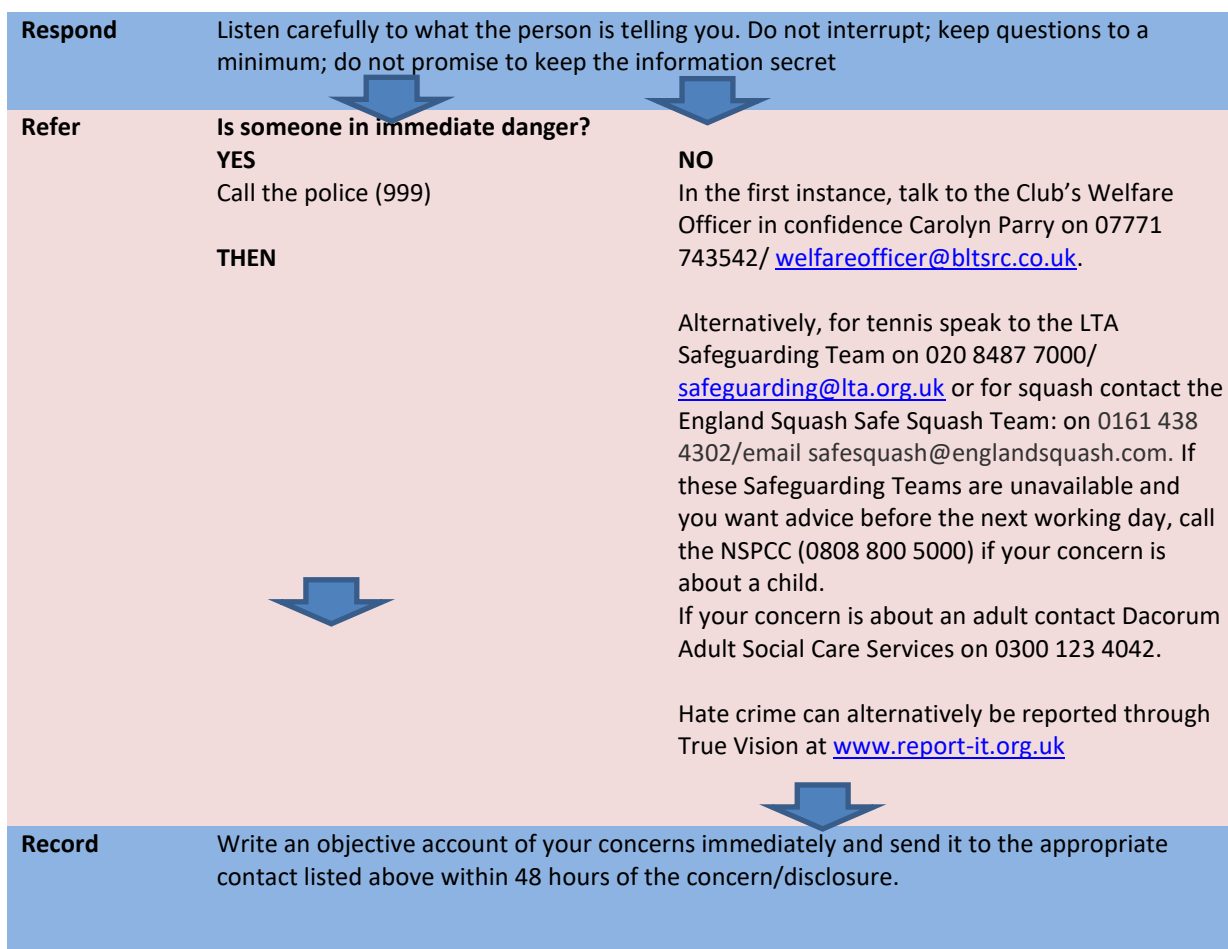 Respond
Listen carefully to what the person is telling you. Do not interrupt; keep questions to a
minimum; do not promise to keep the information secret
Refer
Is someone in immediate danger?
YES
Call the police (999)
THEN
NO
In the first instance, talk to the Club’s Welfare
Officer in confidence Carolyn Parry on 07771
743542/ welfareofficer@bltsrc.co.uk.
Alternatively, for tennis speak to the LTA
Safeguarding Team on 020 8487 7000/
safeguarding@lta.org.uk or for squash contact the
England Squash Safe Squash Team: on 0161 438
4302/email safesquash@englandsquash.com. If
these Safeguarding Teams are unavailable and
you want advice before the next working day, call
the NSPCC (0808 800 5000) if your concern is
about a child.
If your concern is about an adult contact Dacorum
Adult Social Care Services on 0300 123 4042.
Hate crime can alternatively be reported through
True Vision at www.report-it.org.uk
Record
Write an objective account of your concerns immediately and send it to the appropriate
contact listed above within 48 hours of the concern/disclosure.